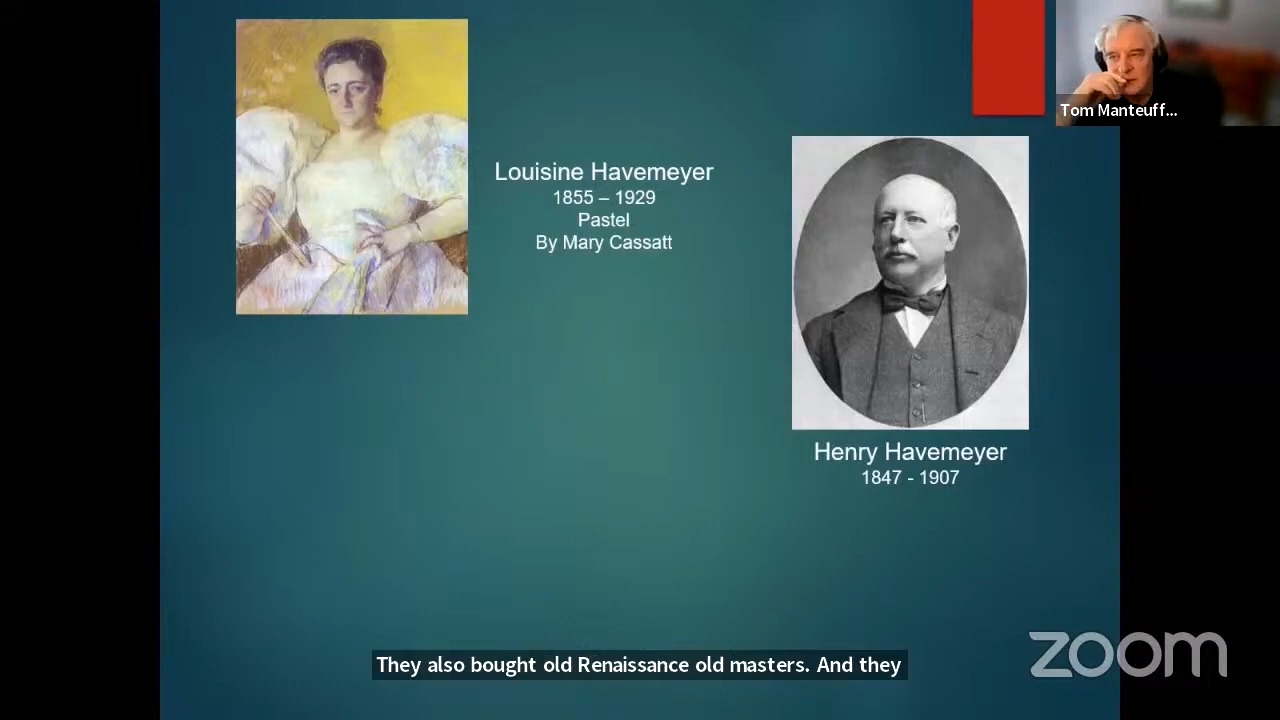 Tom Manteuff...
Louisine Havemeyer
1855 – 1929
Pastel
By Mary Cassatt
Henry Havemeyer
1847 - 1907
They also bought old Renaissance old masters. And they
zoom